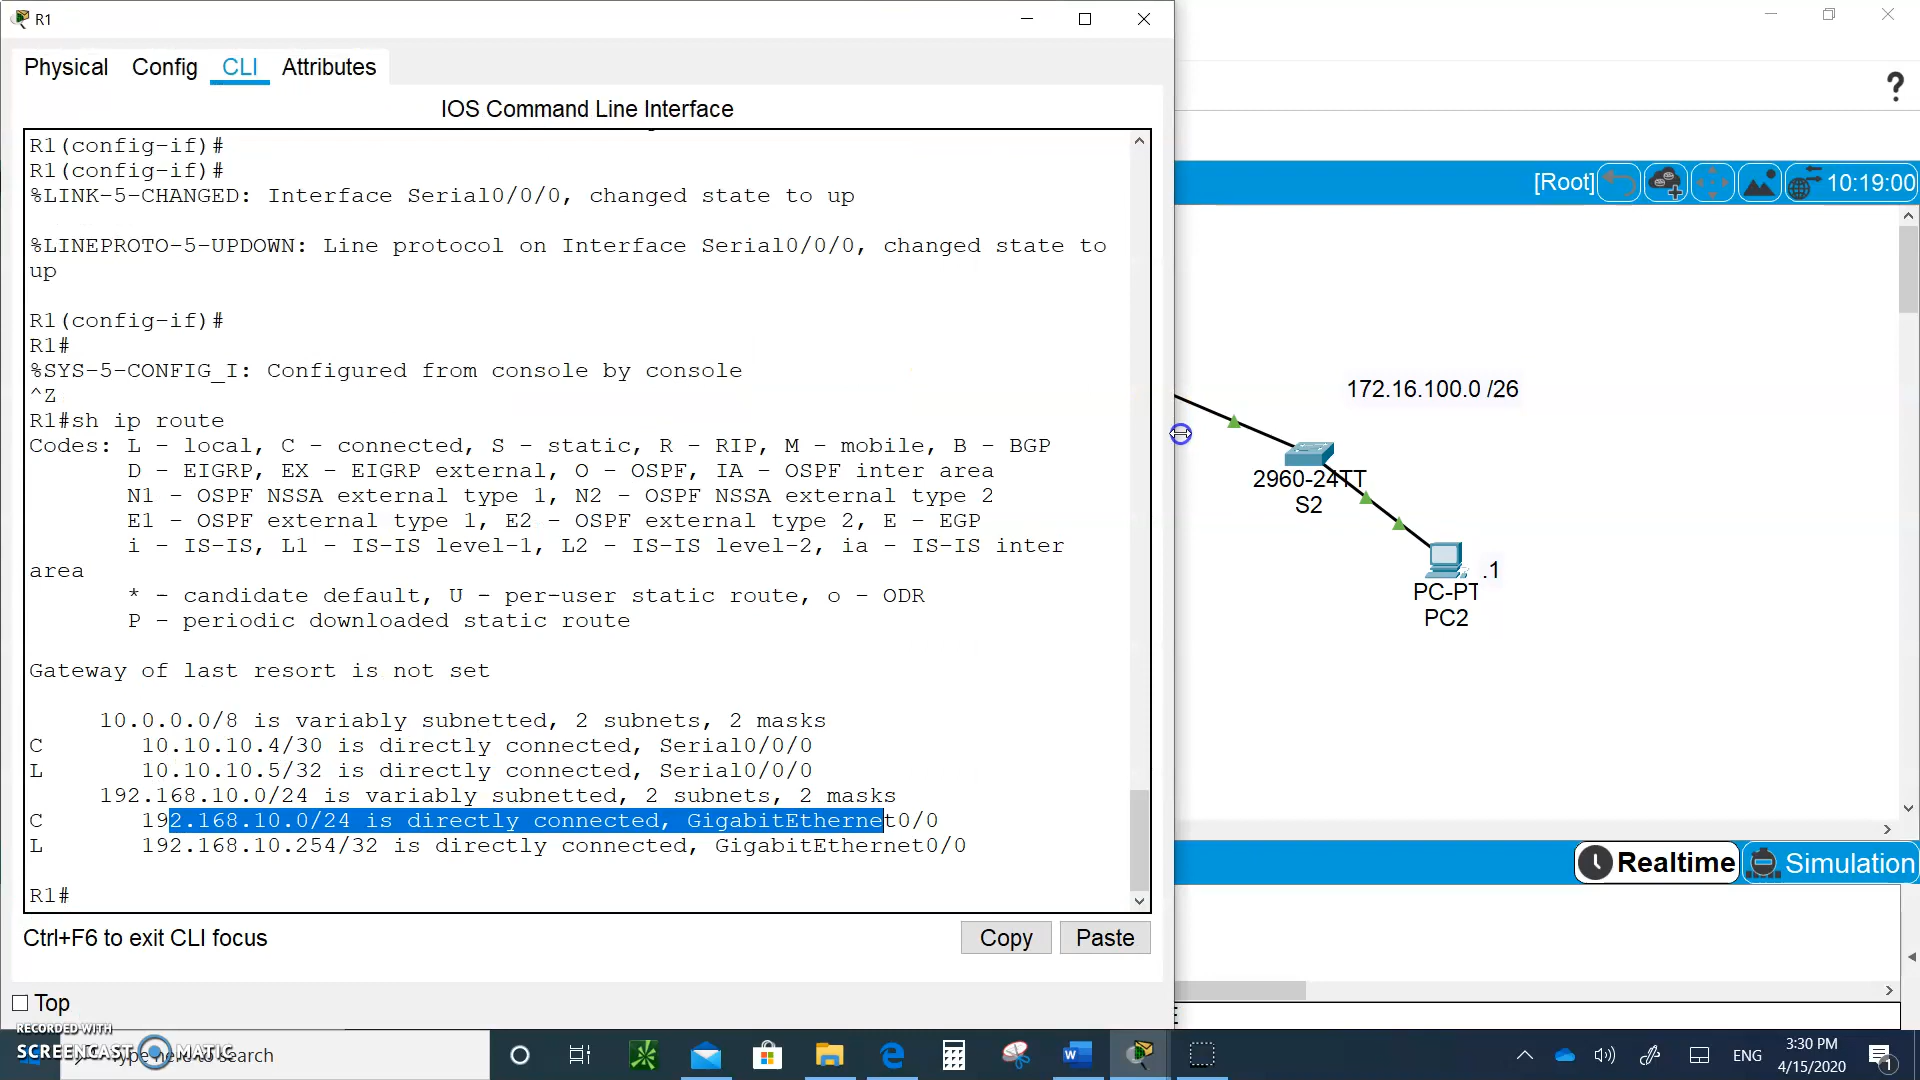 R1
Physical Config CLI Attributes
IOS Command Line Interface
R1(config-if)#
R1(config-if)#
%LINK-5-CHANGED: Interface Serial0/0/0, changed state to up
%LINEPROTO-5-UPDOWN: Line protocol on Interface Serial0/0/0, changed state to
up
R1(config-if)#
R1#
%SYS-5-CONFIG_I: Configured from console by console
^Z
R1#sh ip route
Codes: L - local, C - connected, S - static, R - RIP, M - mobile, B - BGP
D - EIGRP, EX - EIGRP external, O - OSPF, IA - OSPF inter area
N1 - OSPF NSSA external type 1, N2 - OSPF NSSA external type 2
E1 - OSPF external type 1, E2 - OSPF external type 2, E - EGP
i - IS-IS, L1 - IS-IS level-1, L2 - IS-IS level-2, ia - IS-IS inter
area
* - candidate default, U - per-user static route, o - ODR
P - periodic downloaded static route
Gateway of last resort is not set
10.0.0.0/8 is variably subnetted, 2 subnets, 2 masks
C 10.10.10.4/30 is directly connected, Serial0/0/0
L 10.10.10.5/32 is directly connected, Serial0/0/0
192.168.10.0/24 is variably subnetted, 2 subnets, 2 masks
C 192.168.10.0/24 is directly connected, GigabitEthernet0/0
L 192.168.10.254/32 is directly connected, GigabitEthernet0/0
R1#
Ctrl+F6 to exit CLI focus
Copy Paste
Top
?
[Root] 10:19:00
172.16.100.0 /26
2960-24TT
S2
.1
PC-PT
PC2
Realtime Simulation
RECORDED WITH
SCREENCAST MATIC
Type here to search
ENG
3:30 PM
4/15/2020
1